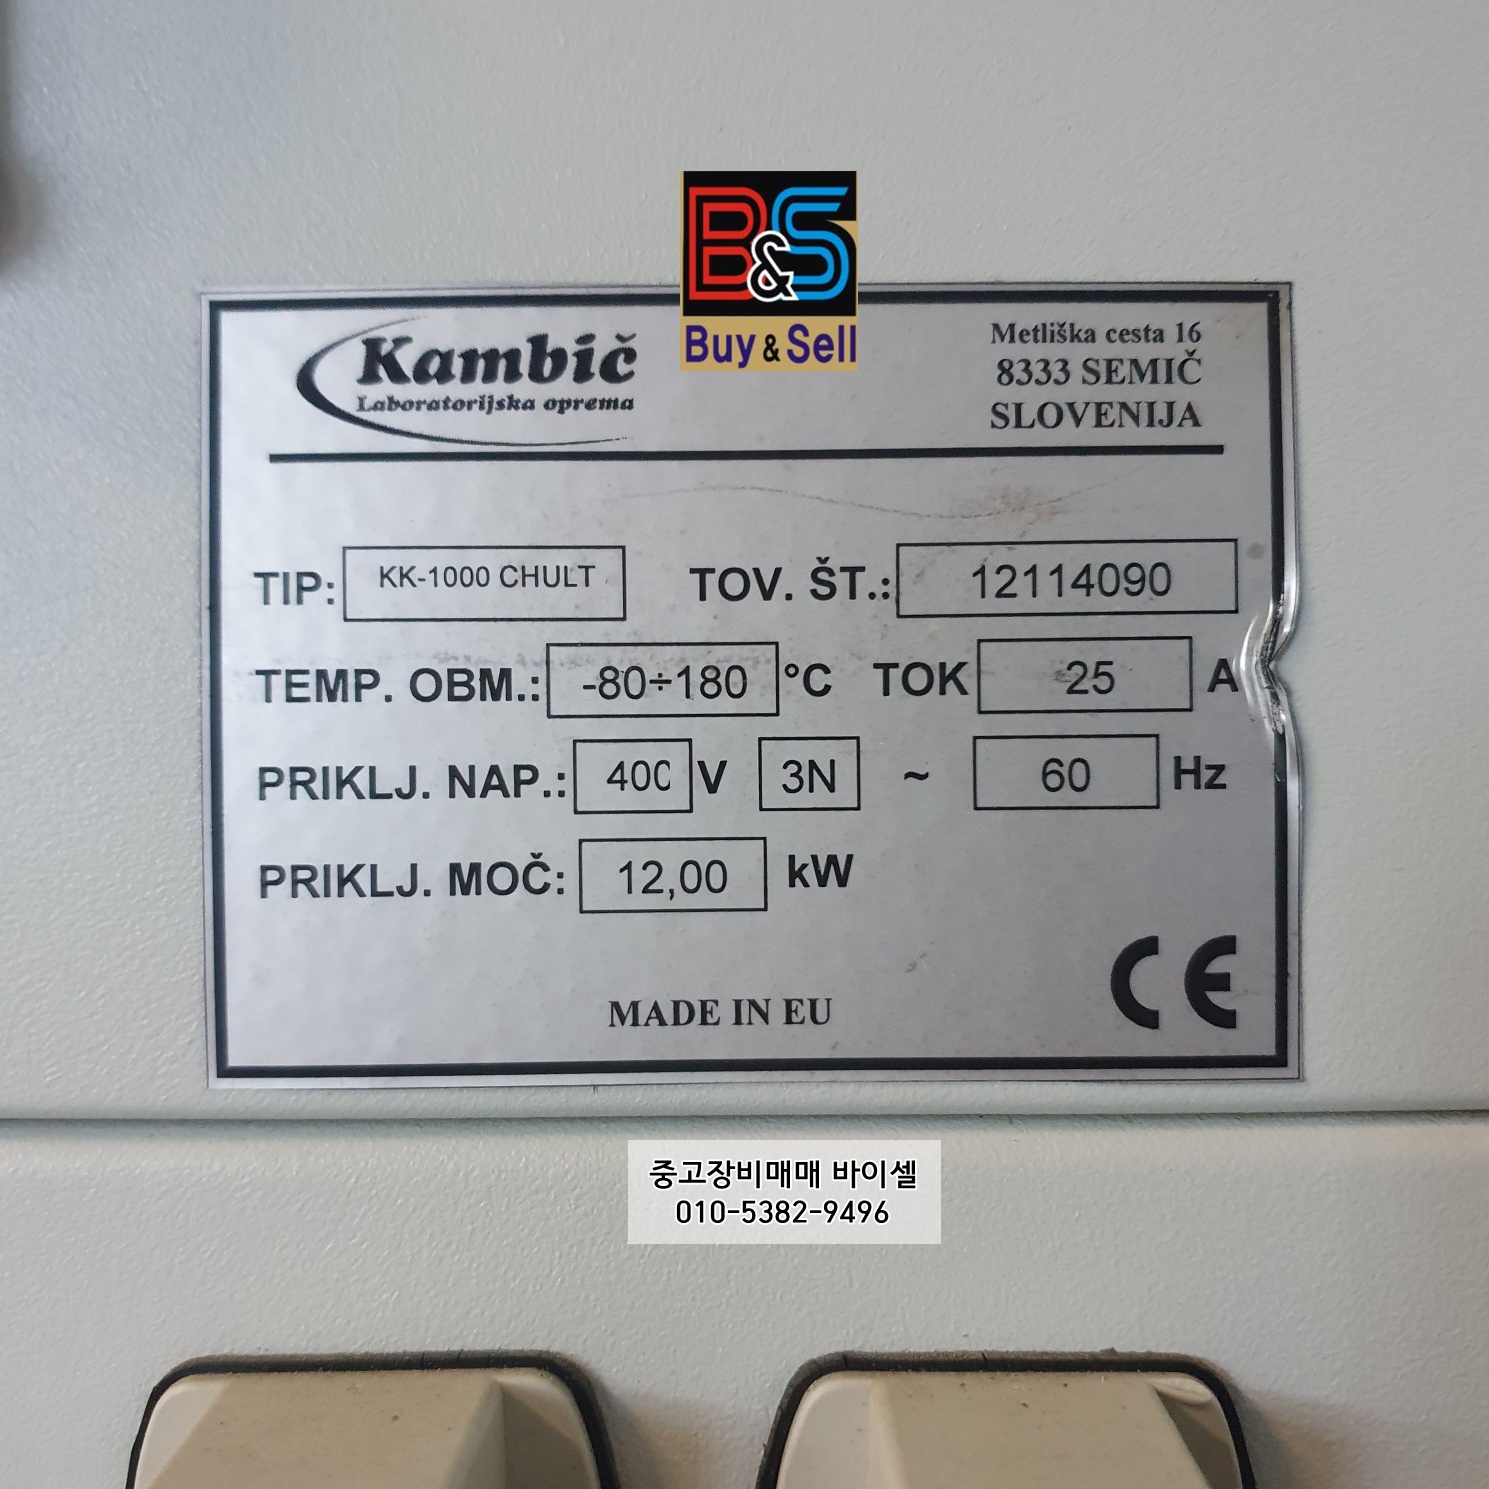 B&S
Buy & Sell
Kambič
Laboratorijska oprema
Metliška cesta 16
8333 SEMIČ
SLOVENIJA
TIP: KK-1000 CHULT TOV. ŠT.: 12114090
TEMP. OBM.: -80÷180 °C TOK 25 A
PRIKLJ. NAP.: 400 V 3N ~ 60 Hz
PRIKLJ. MOČ: 12,00 kW
CE
MADE IN EU
중고장비매매 바이셀
010-5382-9496